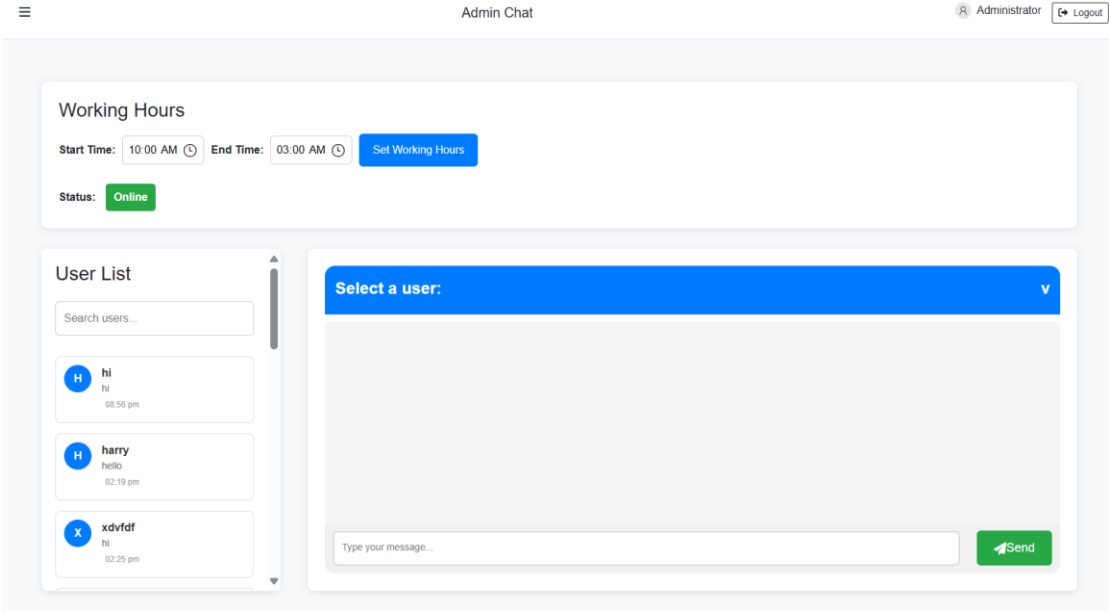 Admin Chat
Administrator
Logout
Working Hours
Start Time: 10:00 AM End Time: 03:00 AM Set Working Hours
Status: Online
User List
Search users...
H
hi
hi
08:56 pm
H
harry
hello
02:19 pm
X
xdvfdf
hi
02:25 pm
Select a user:
v
Type your message...
Send